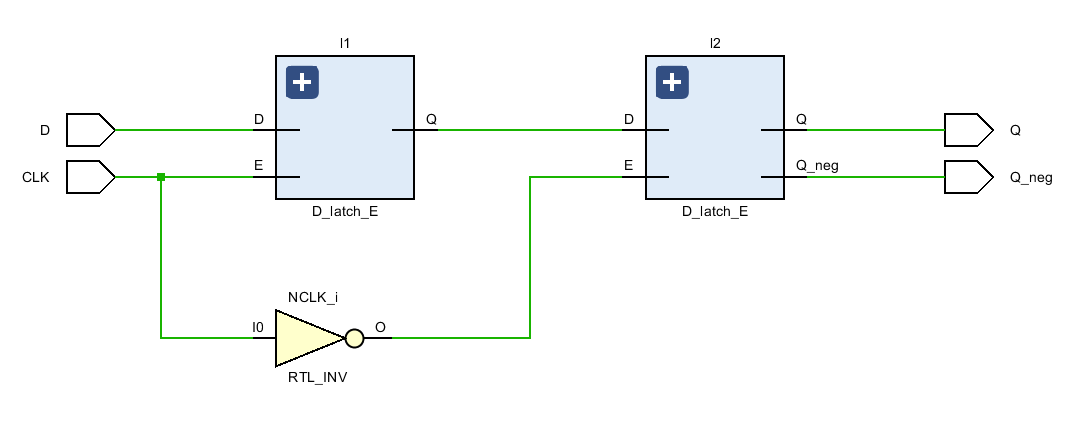 I1
I2
D
D
Q
D
Q
Q
CLK
E
E
Q_neg
Q_neg
D_latch_E
D_latch_E
NCLK_i
I0
O
RTL_INV